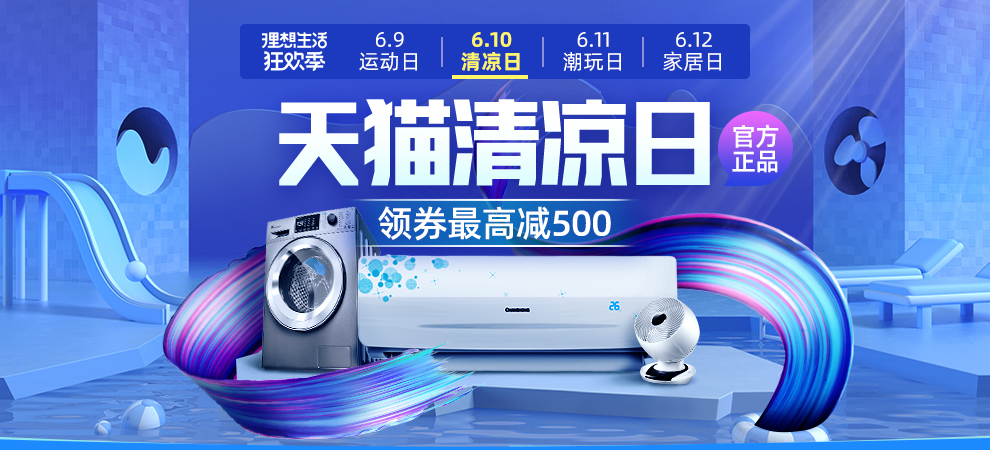 理想生活
狂欢季
6.9
运动日
6.10
清凉日
6.11
潮玩日
6.12
家居日
天猫清凉日
官方
正品
领券最高减500
CHANGHONG
26